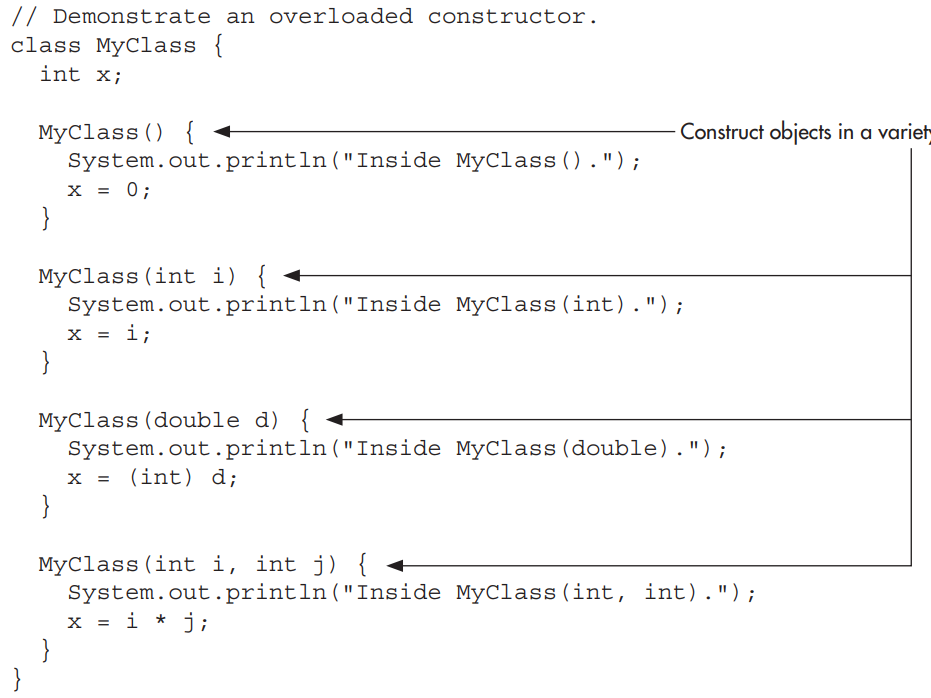 // Demonstrate an overloaded constructor.
class MyClass {
  int x;

  MyClass() {
Construct objects in a variety
    System.out.println("Inside MyClass().");
    x = 0;
  }

  MyClass(int i) {
    System.out.println("Inside MyClass(int).");
    x = i;
  }

  MyClass(double d) {
    System.out.println("Inside MyClass(double).");
    x = (int) d;
  }

  MyClass(int i, int j) {
    System.out.println("Inside MyClass(int, int).");
    x = i * j;
  }
}